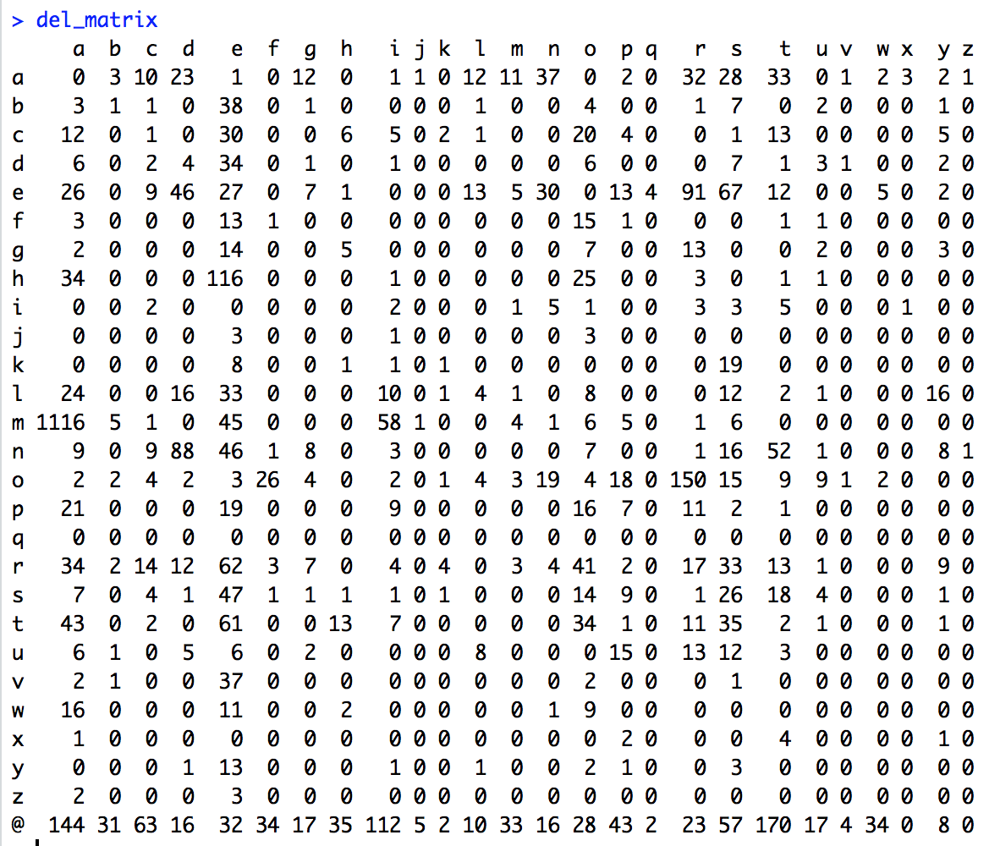 > del_matrix
a b c d e f g h i j k l m n o p q r s t u v w x y z
a 0 3 10 23 1 0 12 0 1 1 0 12 11 37 0 2 0 32 28 33 0 1 2 3 2 1
b 3 1 1 0 38 0 1 0 0 0 0 1 0 0 4 0 0 1 7 0 2 0 0 0 1 0
c 12 0 1 0 30 0 0 6 5 0 2 1 0 0 20 4 0 0 1 13 0 0 0 0 5 0
d 6 0 2 4 34 0 1 0 1 0 0 0 0 0 6 0 0 0 7 1 3 1 0 0 2 0
e 26 0 9 46 27 0 7 1 0 0 0 13 5 30 0 13 4 91 67 12 0 0 5 0 2 0
f 3 0 0 0 13 1 0 0 0 0 0 0 0 0 15 1 0 0 0 1 1 0 0 0 0 0
g 2 0 0 0 14 0 0 5 0 0 0 0 0 0 7 0 0 13 0 0 2 0 0 0 3 0
h 34 0 0 0 116 0 0 0 1 0 0 0 0 0 25 0 0 3 0 1 1 0 0 0 0 0
i 0 0 2 0 0 0 0 0 2 0 0 0 1 5 1 0 0 3 3 5 0 0 0 1 0 0
j 0 0 0 0 3 0 0 0 1 0 0 0 0 0 3 0 0 0 0 0 0 0 0 0 0 0
k 0 0 0 0 8 0 0 1 1 0 1 0 0 0 0 0 0 0 19 0 0 0 0 0 0 0
l 24 0 0 16 33 0 0 0 10 0 1 4 1 0 8 0 0 0 12 2 1 0 0 0 16 0
m 1116 5 1 0 45 0 0 0 58 1 0 0 4 1 6 5 0 1 6 0 0 0 0 0 0 0
n 9 0 9 88 46 1 8 0 3 0 0 0 0 0 7 0 0 1 16 52 1 0 0 0 8 1
o 2 2 4 2 3 26 4 0 2 0 1 4 3 19 4 18 0 150 15 9 9 1 2 0 0 0
p 21 0 0 0 19 0 0 0 9 0 0 0 0 0 16 7 0 11 2 1 0 0 0 0 0 0
q 0 0 0 0 0 0 0 0 0 0 0 0 0 0 0 0 0 0 0 0 0 0 0 0 0 0
r 34 2 14 12 62 3 7 0 4 0 4 0 3 4 41 2 0 17 33 13 1 0 0 0 9 0
s 7 0 4 1 47 1 1 1 1 0 1 0 0 0 14 9 0 1 26 18 4 0 0 0 1 0
t 43 0 2 0 61 0 0 13 7 0 0 0 0 0 34 1 0 11 35 2 1 0 0 0 1 0
u 6 1 0 5 6 0 2 0 0 0 0 8 0 0 0 15 0 13 12 3 0 0 0 0 0 0
v 2 1 0 0 37 0 0 0 0 0 0 0 0 0 2 0 0 0 1 0 0 0 0 0 0 0
w 16 0 0 0 11 0 0 2 0 0 0 0 0 1 9 0 0 0 0 0 0 0 0 0 0 0
x 1 0 0 0 0 0 0 0 0 0 0 0 0 0 0 2 0 0 0 4 0 0 0 0 1 0
y 0 0 0 1 13 0 0 0 1 0 0 1 0 0 2 1 0 0 3 0 0 0 0 0 0 0
z 2 0 0 0 3 0 0 0 0 0 0 0 0 0 0 0 0 0 0 0 0 0 0 0 0 0
@ 144 31 63 16 32 34 17 35 112 5 2 10 33 16 28 43 2 23 57 170 17 4 34 0 8 0